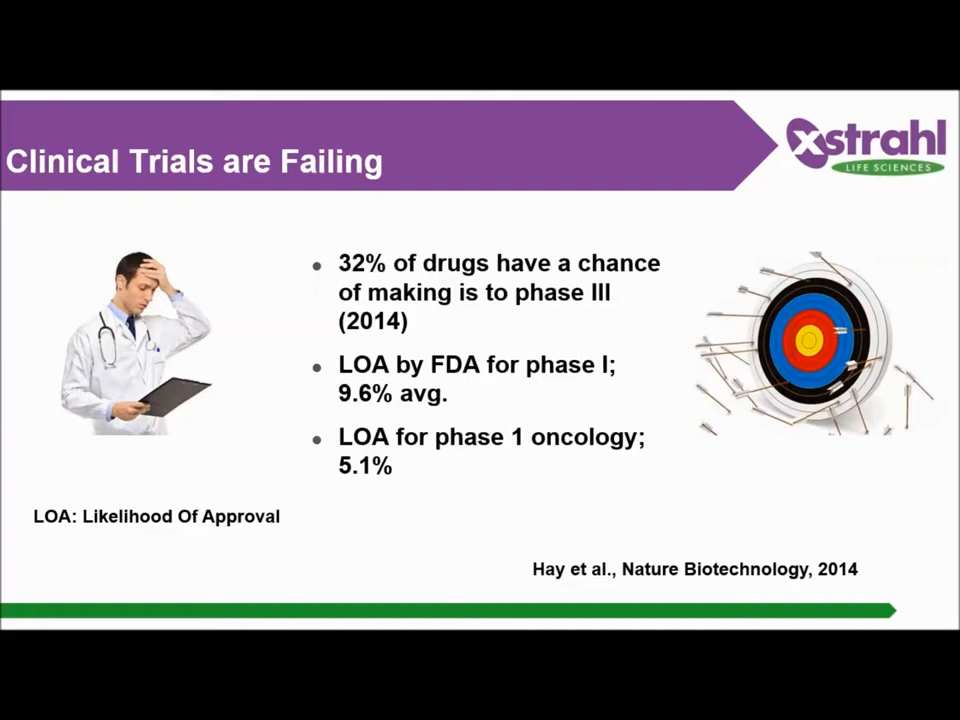 Clinical Trials are Failing
xstrahl
LIFE SCIENCES
• 32% of drugs have a chance
of making is to phase III
(2014)
• LOA by FDA for phase I;
9.6% avg.
• LOA for phase 1 oncology;
5.1%
LOA: Likelihood Of Approval
Hay et al., Nature Biotechnology, 2014